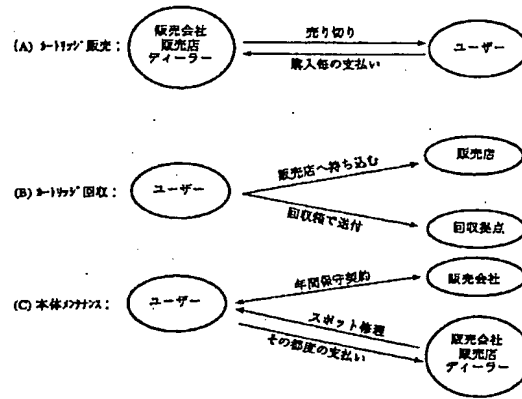 (A) カートリッジ販売：
販売会社
販売店
ディーラー
売り切り
購入毎の支払い
ユーザー
(B) カートリッジ回収：
ユーザー
販売店へ持ち込む
回収箱で送付
販売店
回収拠点
(C) 本体メンテナンス：
ユーザー
年間保守契約
スポット修理
その都度の支払い
販売会社
販売会社
販売店
ディーラー